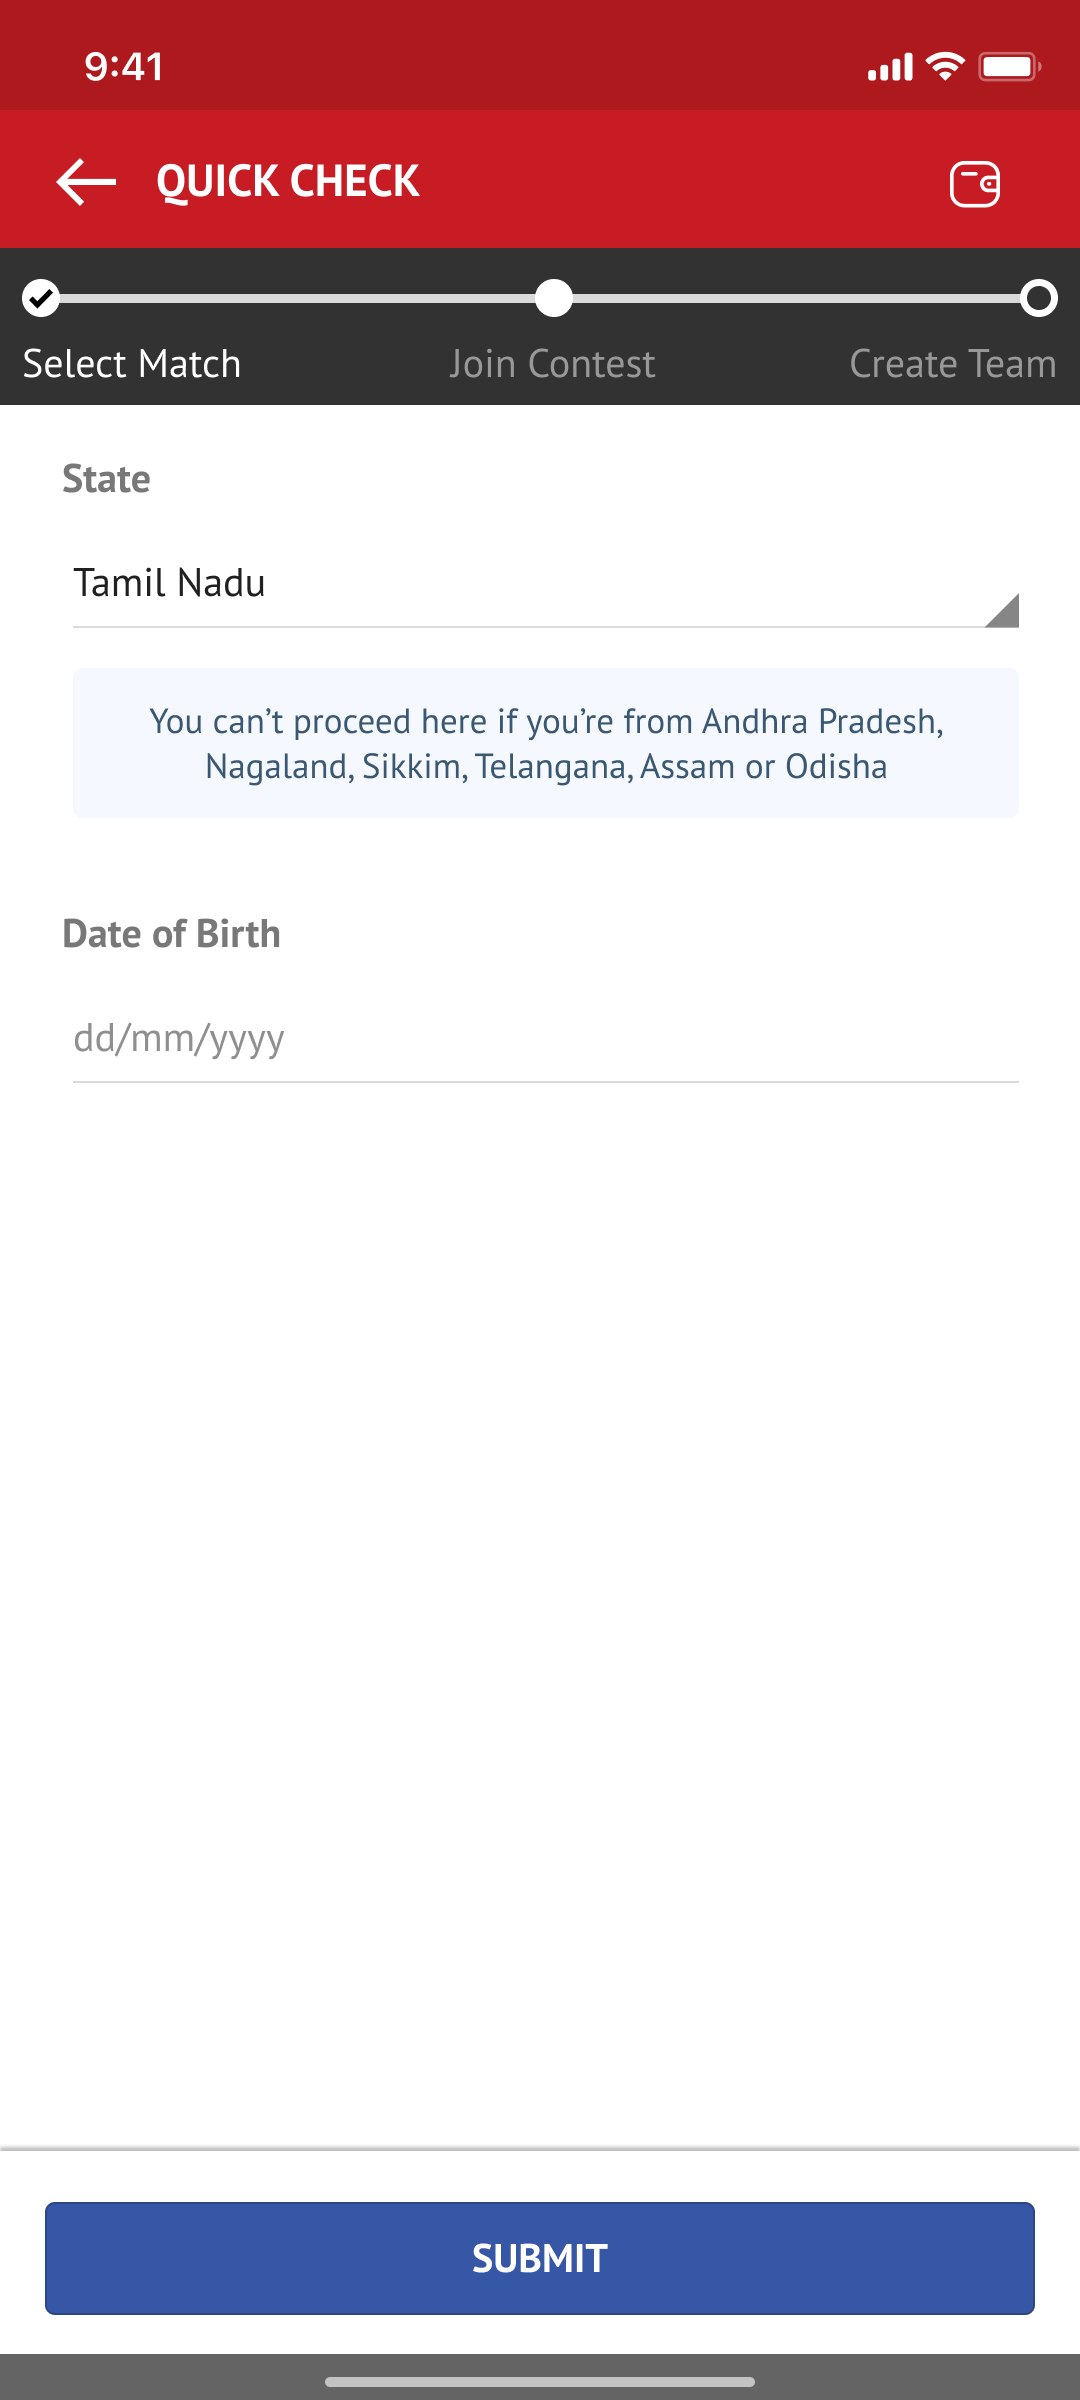 9:41
QUICK CHECK
Select Match
Join Contest
Create Team
State
Tamil Nadu
You can’t proceed here if you’re from Andhra Pradesh,
Nagaland, Sikkim, Telangana, Assam or Odisha
Date of Birth
dd/mm/yyyy
SUBMIT